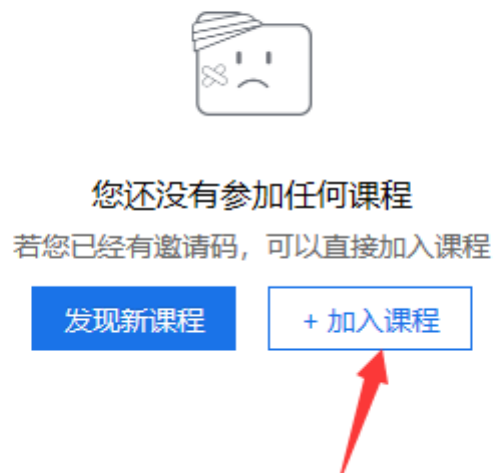 您还没有参加任何课程
若您已经有邀请码，可以直接加入课程
发现新课程
+ 加入课程